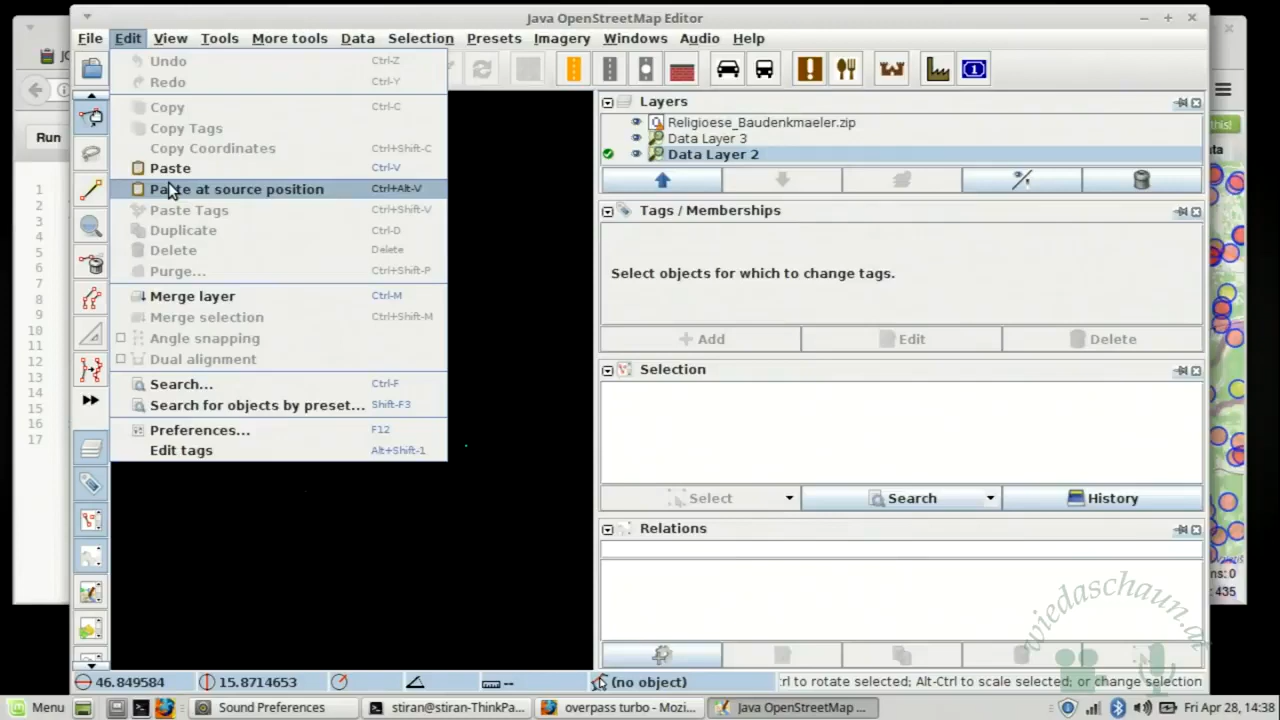 Java OpenStreetMap Editor
File Edit View Tools More tools Data Selection Presets Imagery Windows Audio Help
Undo Ctrl-Z
Redo Ctrl-Y
Copy Ctrl-C
Copy Tags
Copy Coordinates Ctrl+Shift-C
Paste Ctrl-V
Paste at source position Ctrl+Alt-V
Paste Tags Ctrl+Shift-V
Duplicate Ctrl-D
Delete Delete
Purge... Ctrl+Shift-P
Merge layer Ctrl-M
Merge selection Ctrl+Shift-M
Angle snapping
Dual alignment
Search... Ctrl-F
Search for objects by preset... Shift-F3
Preferences... F12
Edit tags Alt+Shift-1
Layers
Religioese_Baudenkmaeler.zip
Data Layer 3
Data Layer 2
Tags / Memberships
Select objects for which to change tags.
Add Edit Delete
Selection
Select Search History
Relations
Run
1
2
3
4
5
6
7
8
9
10
11
12
13
14
15
16
17
this!
ta
ns: 0
: 435
wiedaschaun.at
46.849584 15.8714653 -- (no object) rl to rotate selected; Alt-Ctrl to scale selected; or change selection
Menu Sound Preferences stiran@stiran-ThinkPa... overpass turbo - Mozi... Java OpenStreetMap ... Fri Apr 28, 14:38